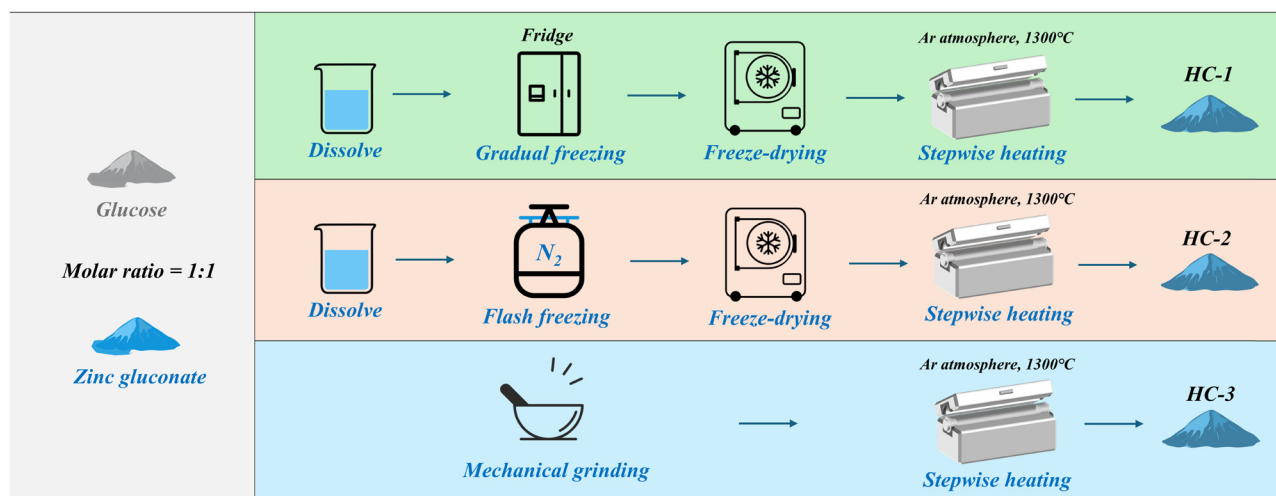 Glucose
Molar ratio = 1:1
Zinc gluconate
Fridge
Ar atmosphere, 1300°C
HC-1
Dissolve
Gradual freezing
Freeze-drying
Stepwise heating
Ar atmosphere, 1300°C
HC-2
N₂
Dissolve
Flash freezing
Freeze-drying
Stepwise heating
Ar atmosphere, 1300°C
HC-3
Mechanical grinding
Stepwise heating